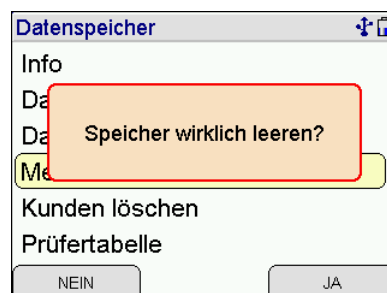 Datenspeicher
Info
Da
Speicher wirklich leeren?
Da
Me
Kunden löschen
Prüfertabelle
NEIN
JA